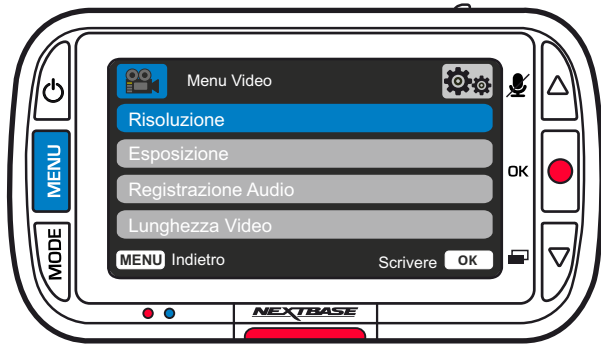 Menu Video
Risoluzione
Esposizione
Registrazione Audio
Lunghezza Video
MENU Indietro
Scrivere OK
MENU
MODE
OK
NEXTBASE